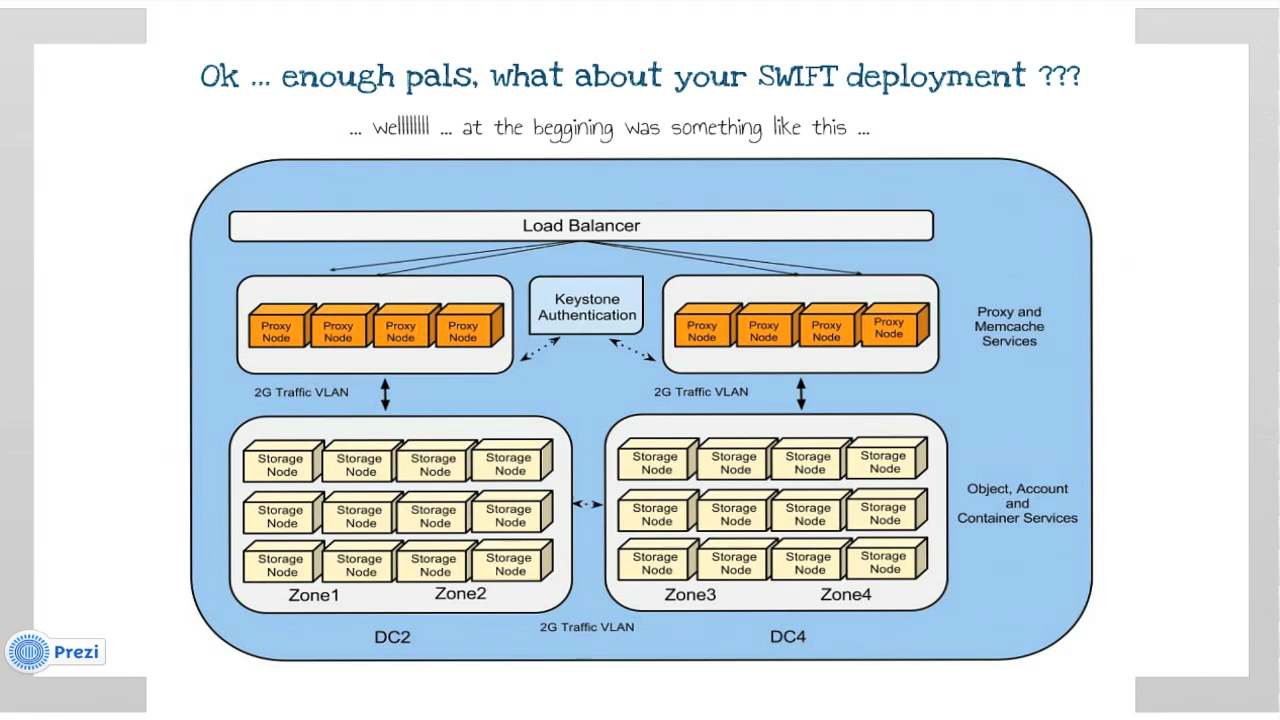 Ok ... enough pals, what about your SWIFT deployment ???
... wellllllll ... at the beggining was something like this ...
Load Balancer
Keystone
Authentication
Proxy
Node
Proxy
Node
Proxy
Node
Proxy
Node
Proxy
Node
Proxy
Node
Proxy
Node
Proxy
Node
Proxy and
Memcache
Services
2G Traffic VLAN
2G Traffic VLAN
Storage
Node
Storage
Node
Storage
Node
Storage
Node
Storage
Node
Storage
Node
Storage
Node
Storage
Node
Storage
Node
Storage
Node
Storage
Node
Storage
Node
Zone1
Zone2
Storage
Node
Storage
Node
Storage
Node
Storage
Node
Storage
Node
Storage
Node
Storage
Node
Storage
Node
Storage
Node
Storage
Node
Storage
Node
Storage
Node
Zone3
Zone4
Object, Account
and
Container Services
2G Traffic VLAN
DC2
DC4
Prezi